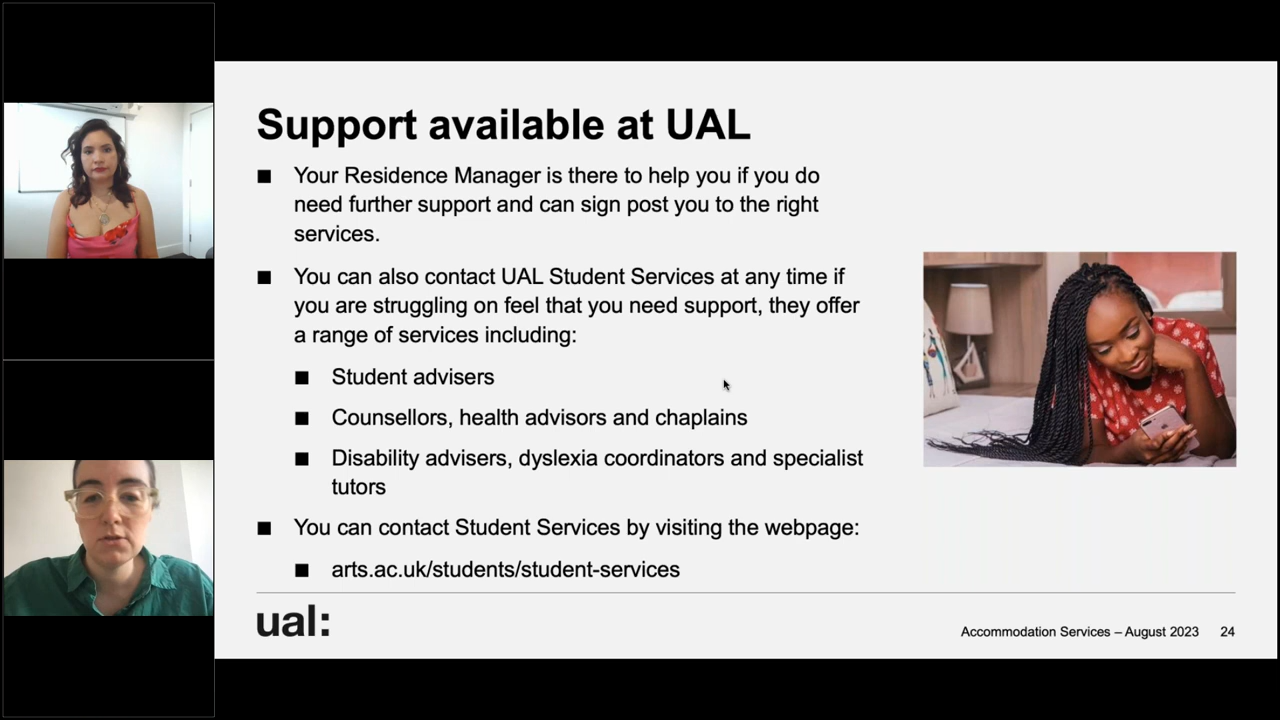 Support available at UAL
Your Residence Manager is there to help you if you do
need further support and can sign post you to the right
services.
You can also contact UAL Student Services at any time if
you are struggling on feel that you need support, they offer
a range of services including:
Student advisers
Counsellors, health advisors and chaplains
Disability advisers, dyslexia coordinators and specialist
tutors
You can contact Student Services by visiting the webpage:
arts.ac.uk/students/student-services
ual:
Accommodation Services – August 2023 24